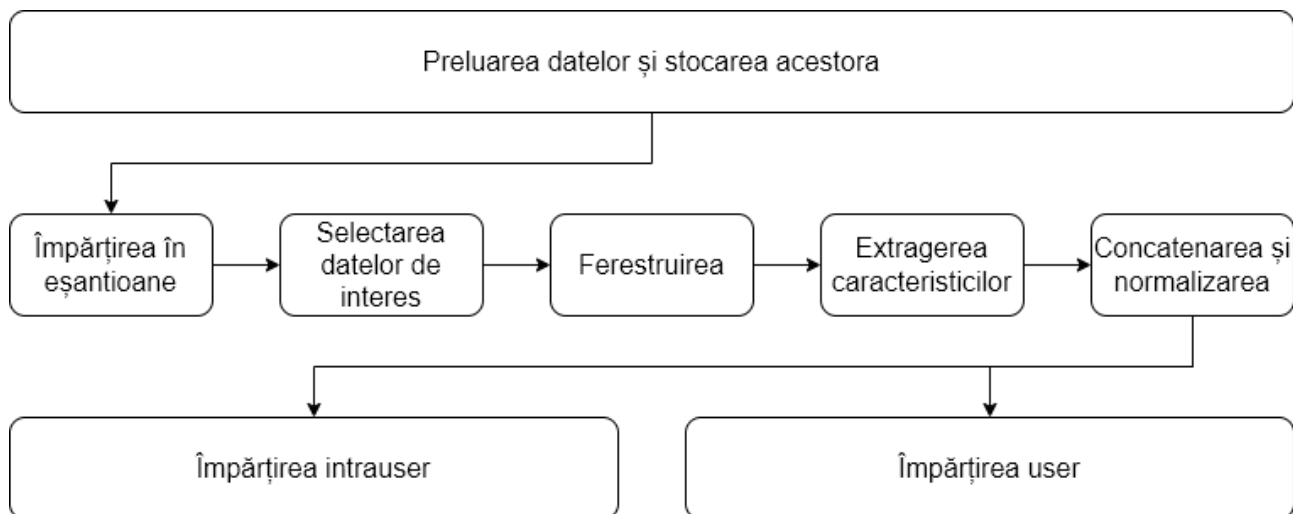 Preluarea datelor și stocarea acestora
Împărțirea în
eșantioane
Selectarea
datelor de
interes
Ferestruirea
Extragerea
caracteristicilor
Concatenarea și
normalizarea
Împărțirea intrauser
Împărțirea user